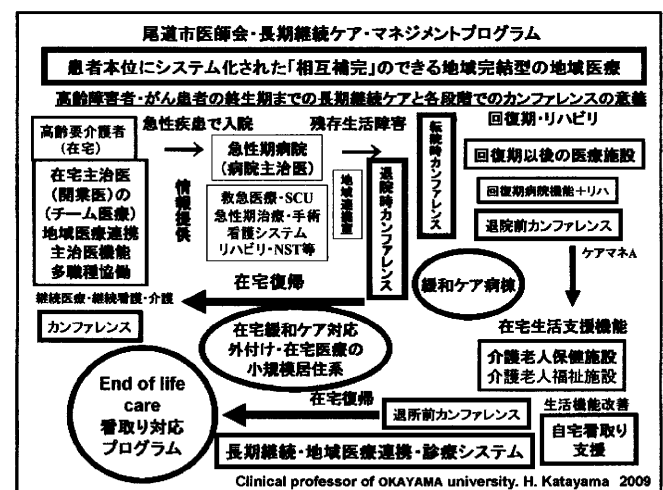 尾道市医師会・長期継続ケア・マネジメントプログラム
患者本位にシステム化された「相互補完」のできる地域完結型の地域医療
高齢障害者・がん患者の終生期までの長期継続ケアと各段階でのカンファレンスの意義
高齢要介護者
(在宅)
急性疾患で入院
残存生活障害
回復期・リハビリ
在宅主治医
(開業医)の
(チーム医療)
地域医療連携
主治医機能
多職種協働
情報提供
急性期病院
(病院主治医)
救急医療・SCU
急性期治療・手術
看護システム
リハビリ・NST等
地域連携室
退院時カンファレンス
転院時カンファレンス
回復期以後の医療施設
回復期病院機能+リハ
退院前カンファレンス
ケアマネA
継続医療・継続看護・介護
カンファレンス
在宅復帰
緩和ケア病棟
在宅緩和ケア対応
外付け・在宅医療の
小規模居住系
在宅生活支援機能
介護老人保健施設
介護老人福祉施設
End of life
care
看取り対応
プログラム
在宅復帰
退所前カンファレンス
生活機能改善
自宅看取り
支援
長期継続・地域医療連携・診療システム
Clinical professor of OKAYAMA university. H. Katayama 2009